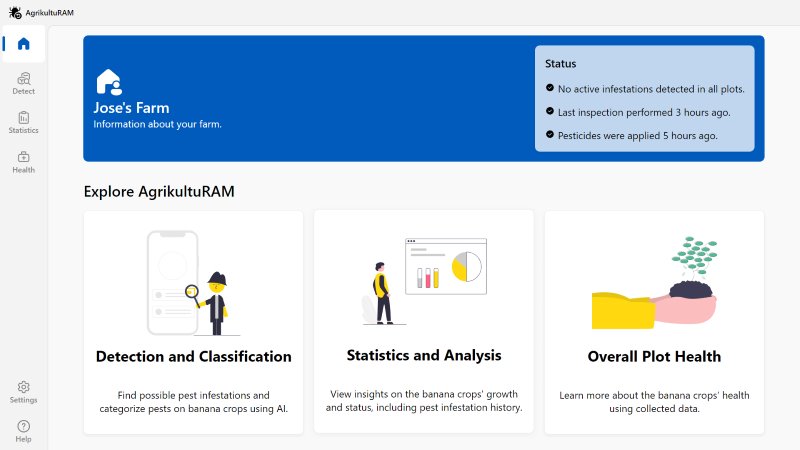 AgrikultuRAM
Detect
Statistics
Health
Settings
Help
Jose's Farm
Information about your farm.
Status
No active infestations detected in all plots.
Last inspection performed 3 hours ago.
Pesticides were applied 5 hours ago.
Explore AgrikultuRAM
Detection and Classification
Find possible pest infestations and
categorize pests on banana crops using AI.
Statistics and Analysis
View insights on the banana crops' growth
and status, including pest infestation history.
Overall Plot Health
Learn more about the banana crops' health
using collected data.